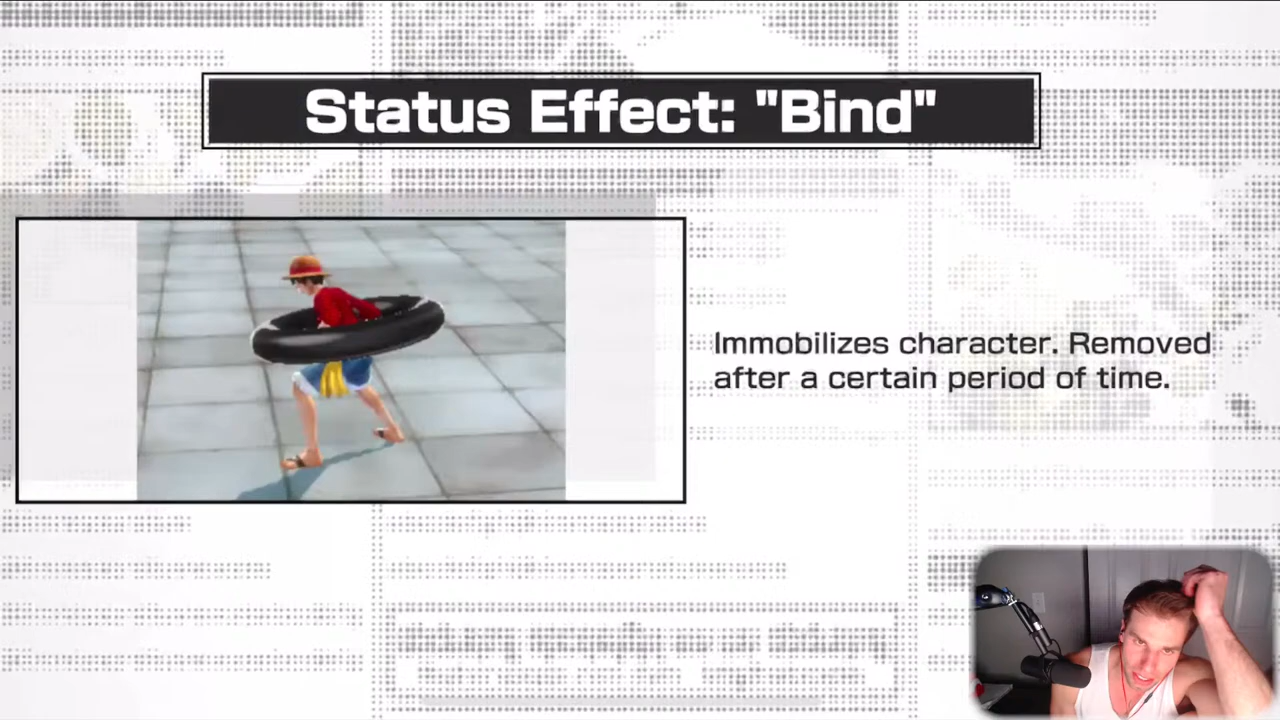 Status Effect: "Bind"
Immobilizes character. Removed
after a certain period of time.